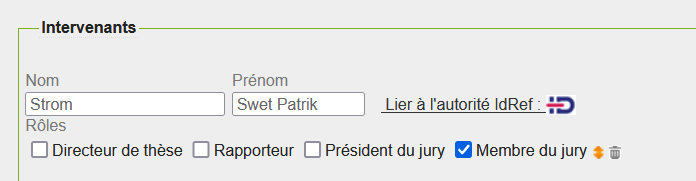 Intervenants
Nom Prénom
Strom Swet Patrik Lier à l'autorité IdRef : iD
Rôles
Directeur de thèse Rapporteur Président du jury Membre du jury